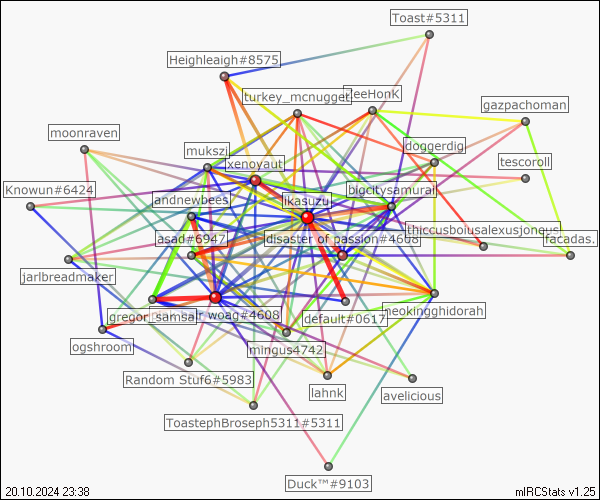 Toast#5311
Heighleaigh#8575
turkey_mcnugget
ZeeHonK
gazpachoman
moonraven
doggerdig
mukszi
xenoyaut
tescoroll
Knowun#6424
bigcitysamurai
andnewbees
likasuzu
thiccusboiusalexusjoneus
asad#6947
disaster of passion#4608
facadas.
jarlbreadmaker
gregor_samsa
woag#4608
default#0617
neokingghidorah
ogshroom
mingus4742
Random Stuf6#5983
lahnk
avelicious
ToastephBroseph5311#5311
Duck™#9103
20.10.2024 23:38
mIRCStats v1.25